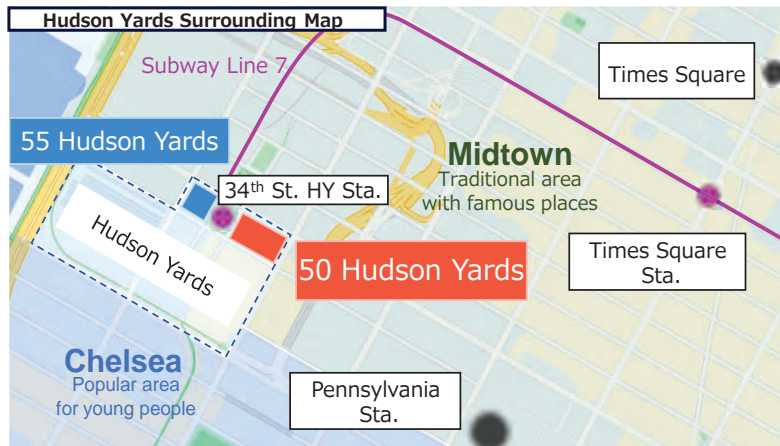 Hudson Yards Surrounding Map
Subway Line 7
Times Square
55 Hudson Yards
Midtown
Traditional area
with famous places
34th St. HY Sta.
Hudson Yards
50 Hudson Yards
Times Square
Sta.
Chelsea
Popular area
for young people
Pennsylvania
Sta.